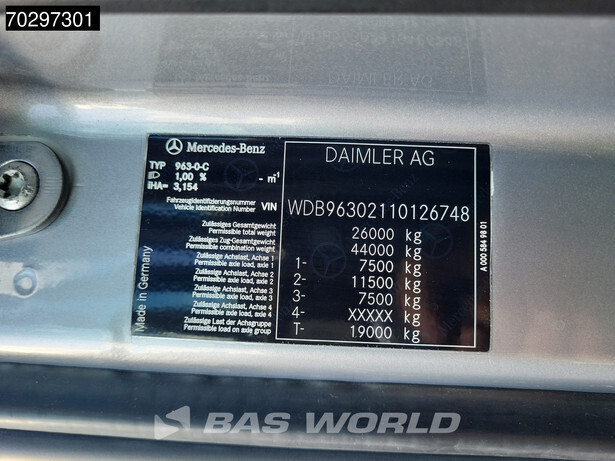 70297301
DAIMLER AG
Mercedes-Benz
DAIMLER AG
TYP 963-0-C
1,00 % - m⁻¹
iHA= 3,154
Fahrzeugidentifizierungsnummer
Vehicle Identification Number VIN WDB96302110126748
Zulässiges Gesamtgewicht
Permissible total weight 26000 kg
Zulässiges Zug-Gesamtgewicht
Permissible combination weight 44000 kg
Zulässige Achslast, Achse 1
Permissible axle load, axle 1 1- 7500 kg
Zulässige Achslast, Achse 2
Permissible axle load, axle 2 2- 11500 kg
Zulässige Achslast, Achse 3
Permissible axle load, axle 3 3- 7500 kg
Zulässige Achslast, Achse 4
Permissible axle load, axle 4 4- XXXXX kg
Zulässige Last der Achsgruppe
Permissible load on axle group T- 19000 kg
Made in Germany
A 000 584 98 01
BAS WORLD